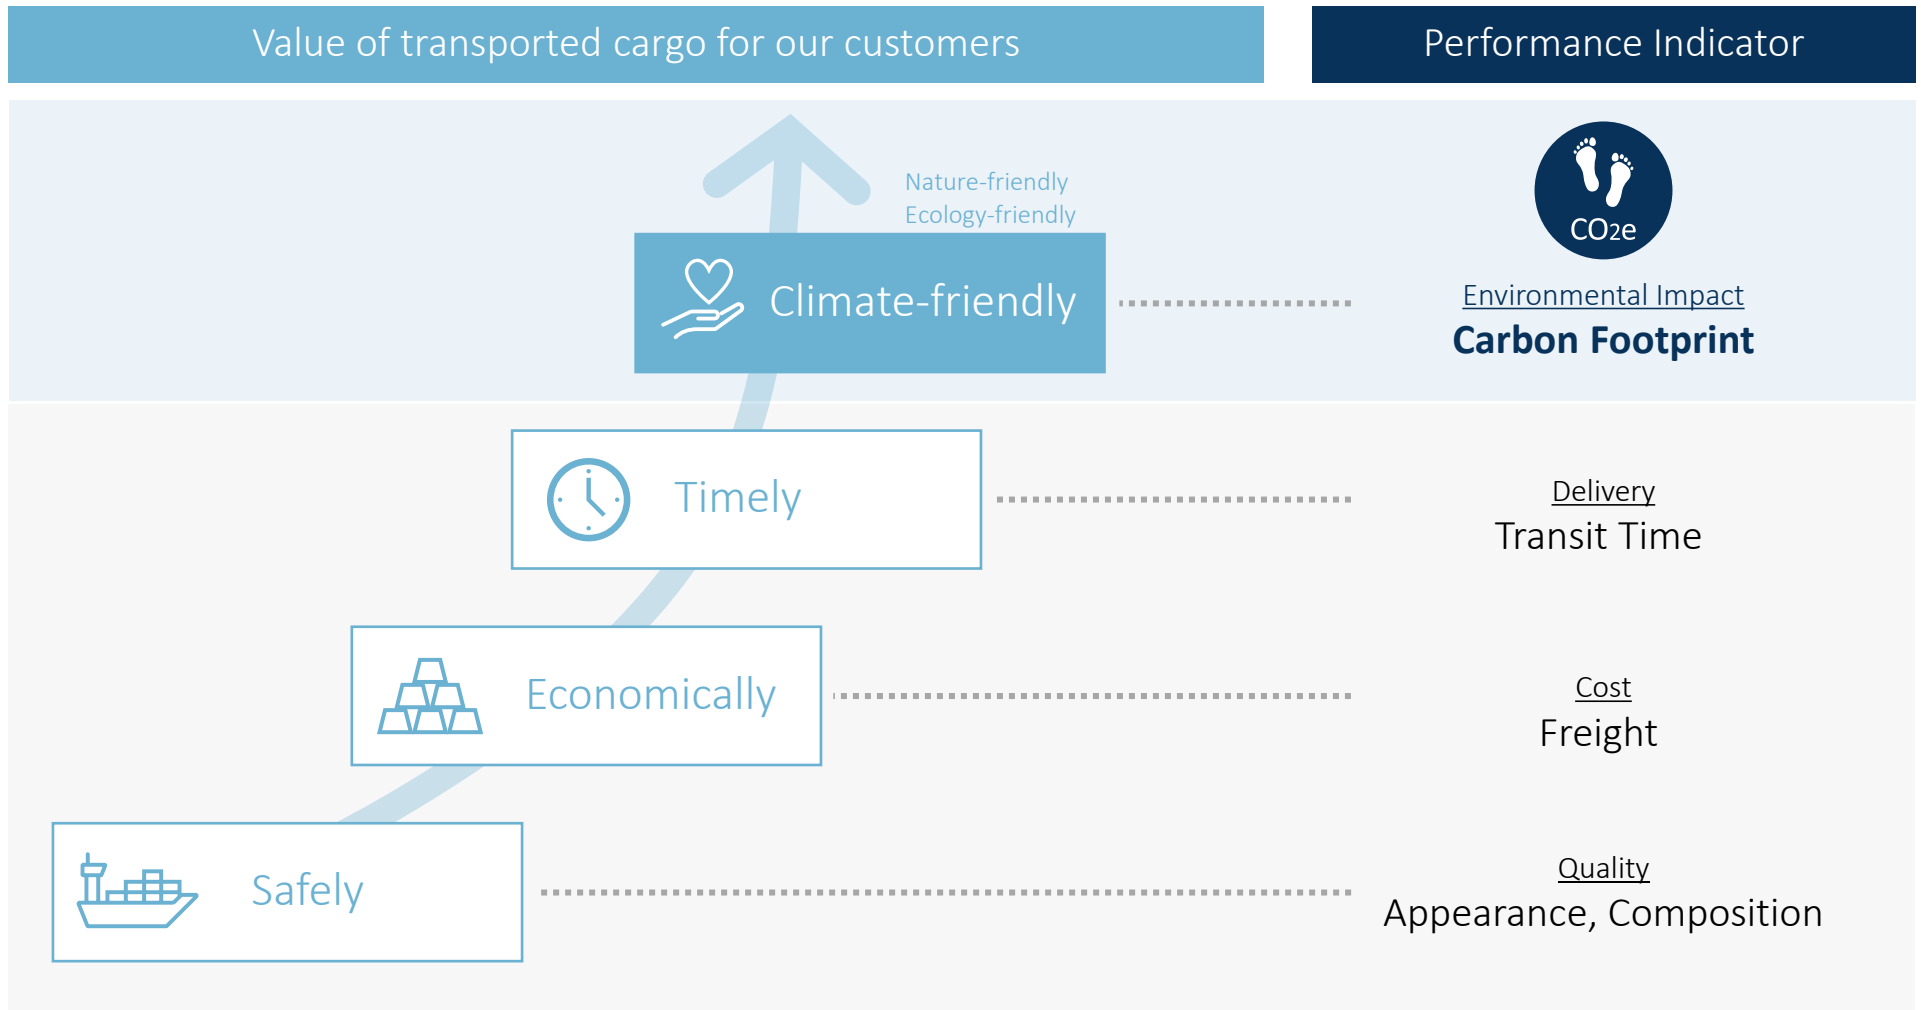 Value of transported cargo for our customers
Performance Indicator
Nature-friendly
Ecology-friendly
Climate-friendly
CO2e
Environmental Impact
Carbon Footprint
Timely
Delivery
Transit Time
Economically
Cost
Freight
Safely
Quality
Appearance, Composition